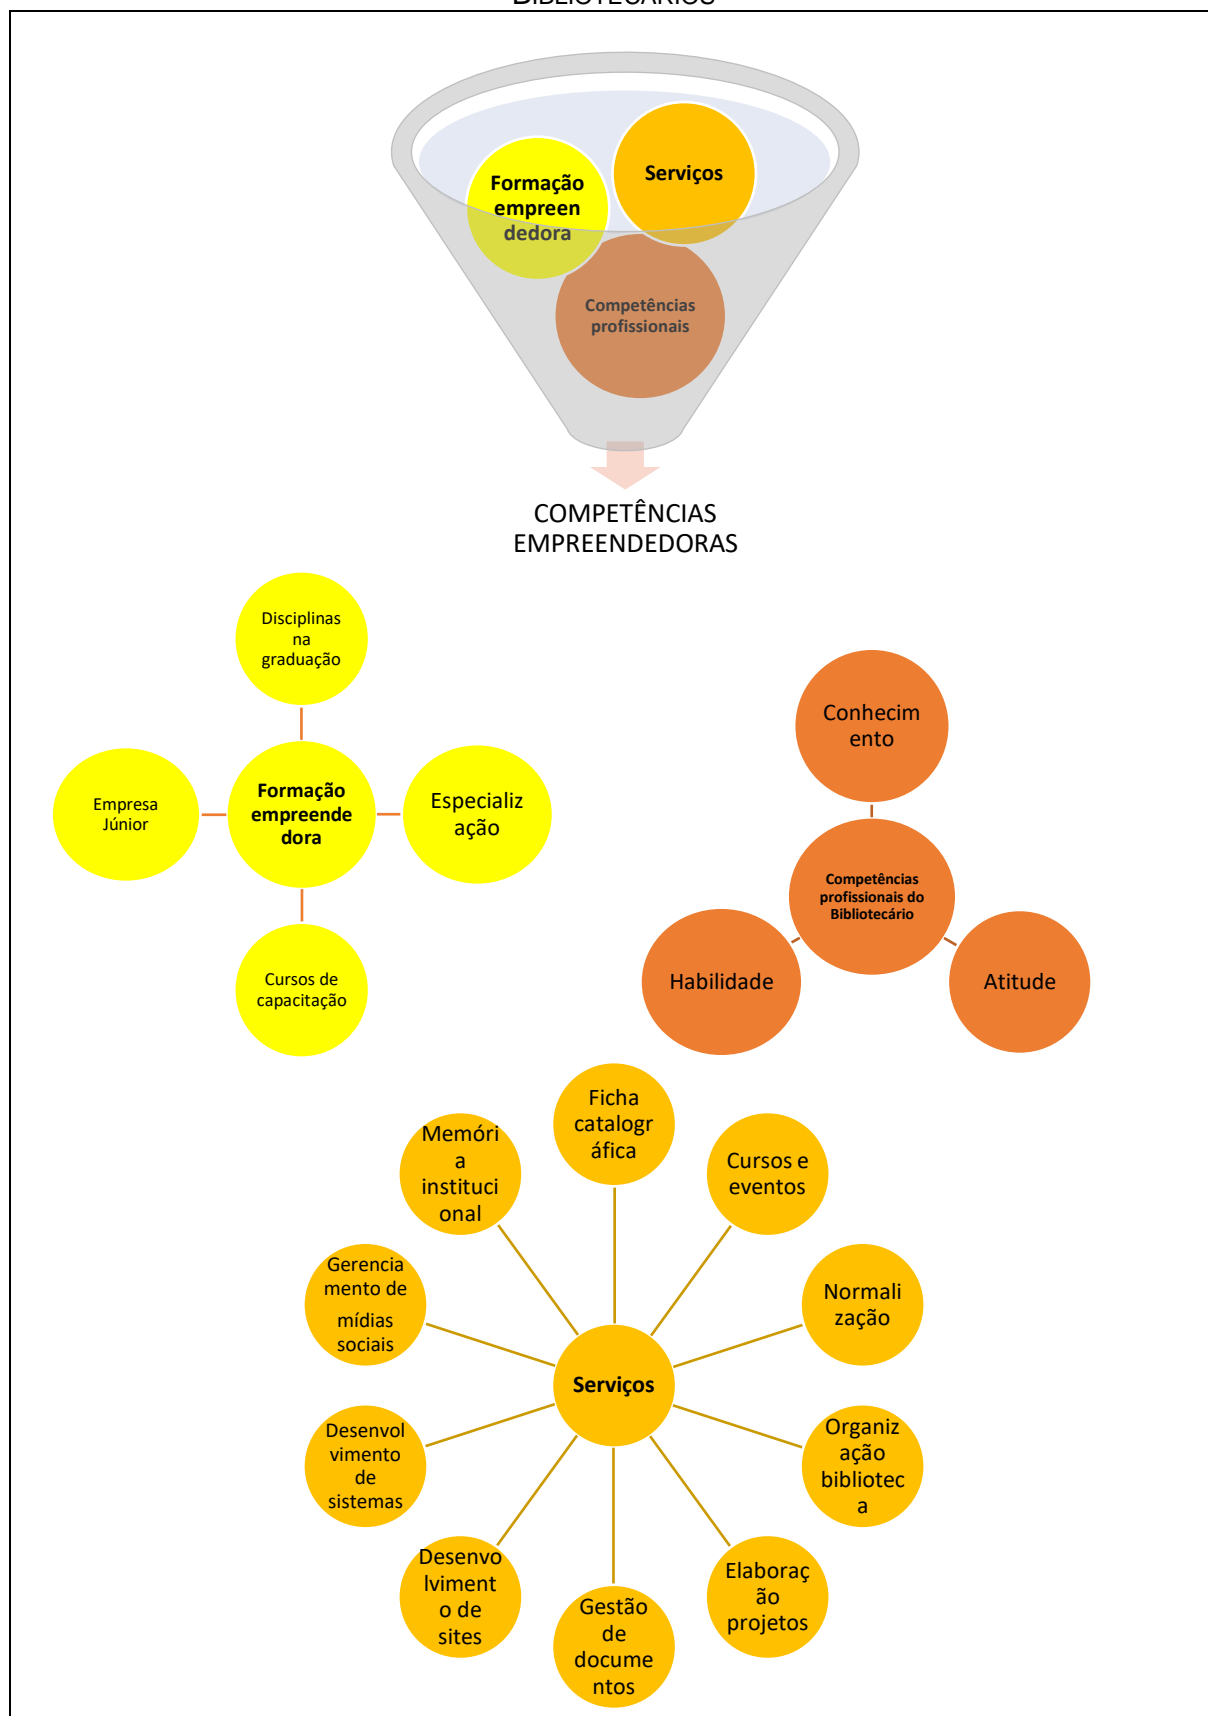 BIBLIOTECÁRIOS
Formação
empreen
dedora
Serviços
Competências
profissionais
COMPETÊNCIAS
EMPREENDEDORAS
Disciplinas
na
graduação
Empresa
Júnior
Formação
empreende
dora
Especializ
ação
Cursos de
capacitação
Conhecim
ento
Competências
profissionais do
Bibliotecário
Habilidade
Atitude
Ficha
catalogr
áfica
Memóri
a
instituci
onal
Cursos e
eventos
Gerencia
mento de
mídias
sociais
Normali
zação
Serviços
Desenvol
vimento
de
sistemas
Organiz
ação
bibliotec
a
Desenvo
lviment
o de
sites
Gestão
de
docume
ntos
Elaboraç
ão
projetos